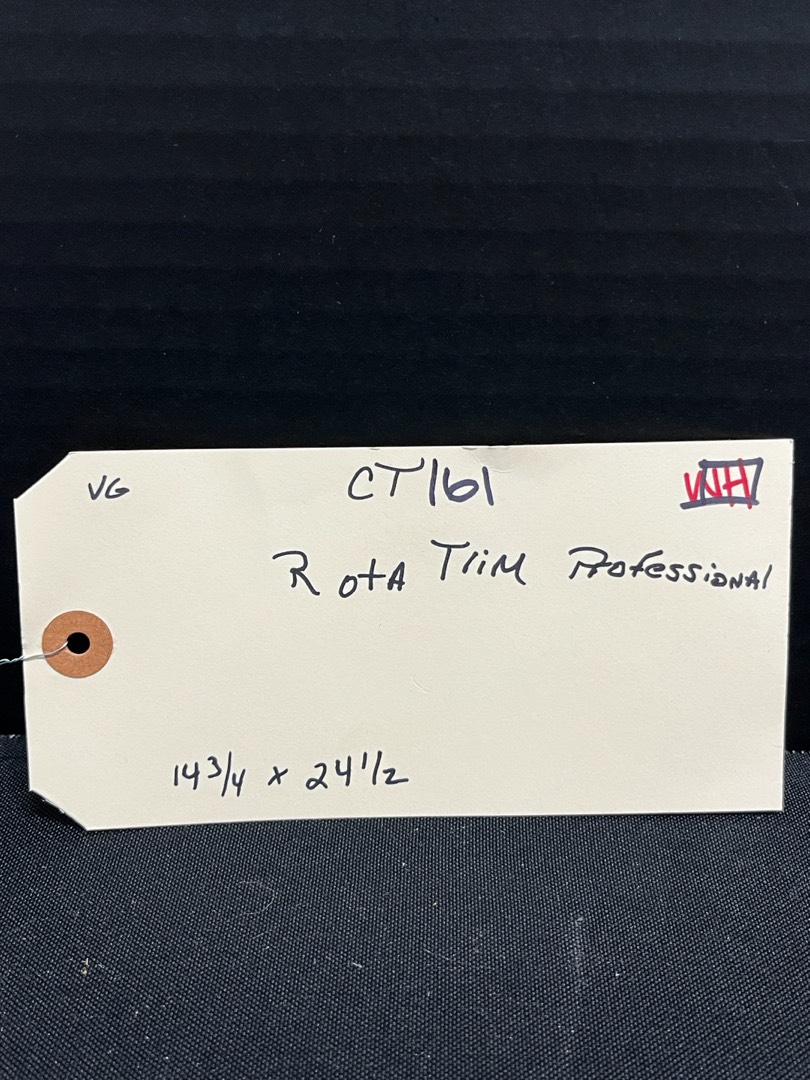 VG CT161 WH
RotA Trim Professional
14 3/4 x 24 1/2